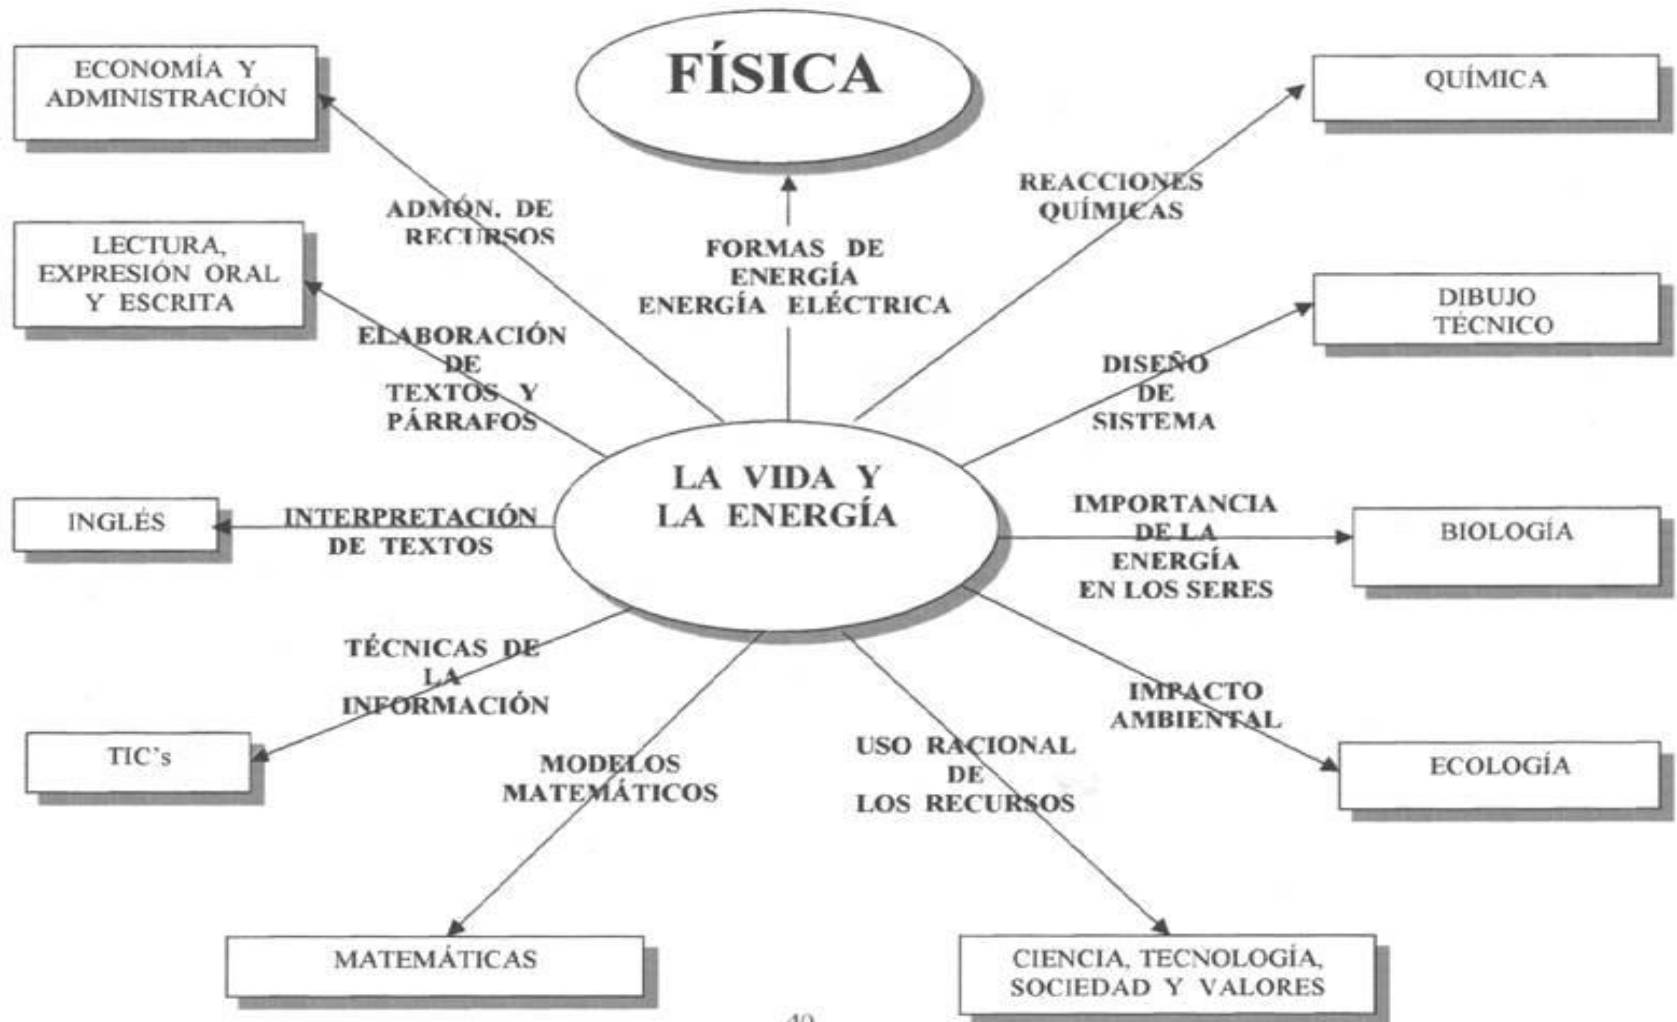 FÍSICA
ECONOMÍA Y
ADMINISTRACIÓN
QUÍMICA
ADMÓN. DE
RECURSOS
REACCIONES
QUÍMICAS
LECTURA,
EXPRESIÓN ORAL
Y ESCRITA
FORMAS DE
ENERGÍA
ENERGÍA ELÉCTRICA
DIBUJO
TÉCNICO
ELABORACIÓN
DE
TEXTOS Y
PÁRRAFOS
DISEÑO
DE
SISTEMA
LA VIDA Y
LA ENERGÍA
INGLÉS
INTERPRETACIÓN
DE TEXTOS
IMPORTANCIA
DE LA
ENERGÍA
EN LOS SERES
BIOLOGÍA
TÉCNICAS DE
LA
INFORMACIÓN
IMPACTO
AMBIENTAL
TIC's
MODELOS
MATEMÁTICOS
USO RACIONAL
DE
LOS RECURSOS
ECOLOGÍA
MATEMÁTICAS
CIENCIA, TECNOLOGÍA,
SOCIEDAD Y VALORES